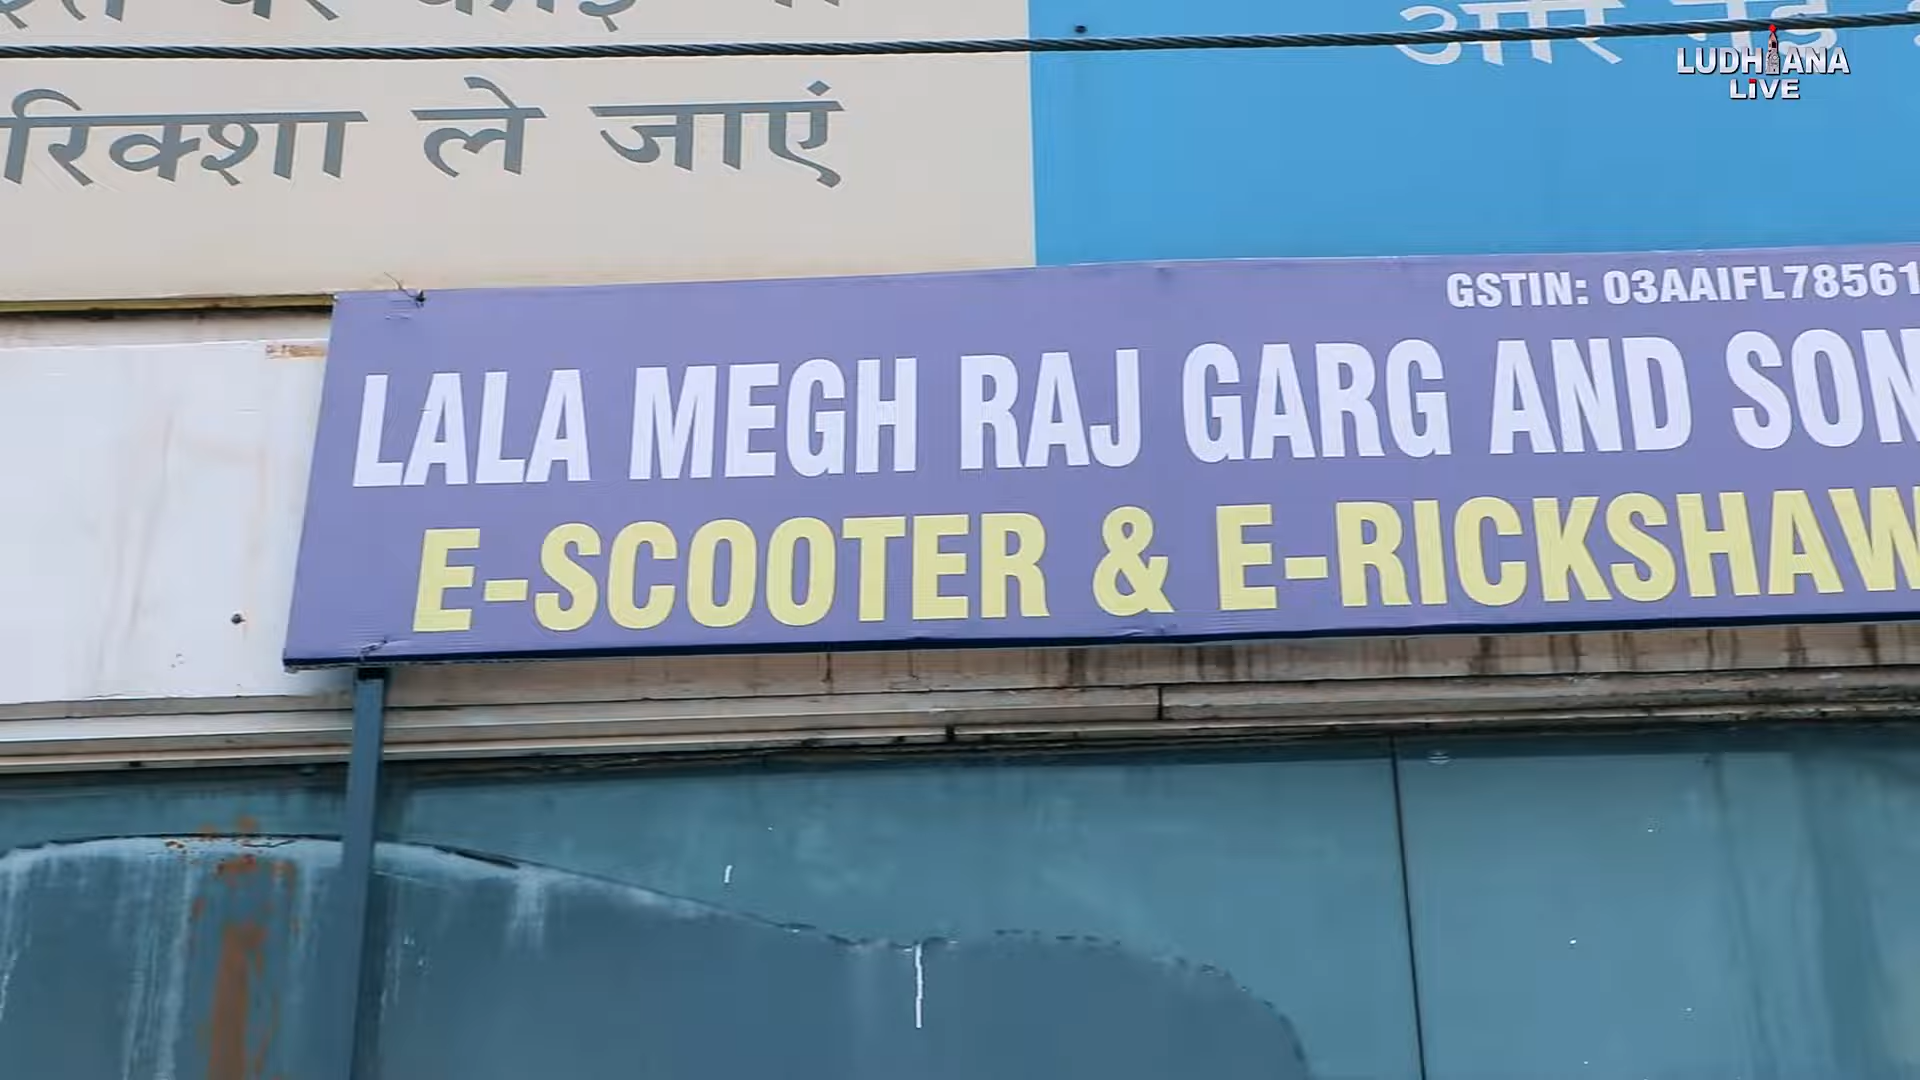 LUDHIANA
LiVE
रिक्शा ले जाएं
GSTIN: 03AAIFL78561
LALA MEGH RAJ GARG AND SON
E-SCOOTER & E-RICKSHAW